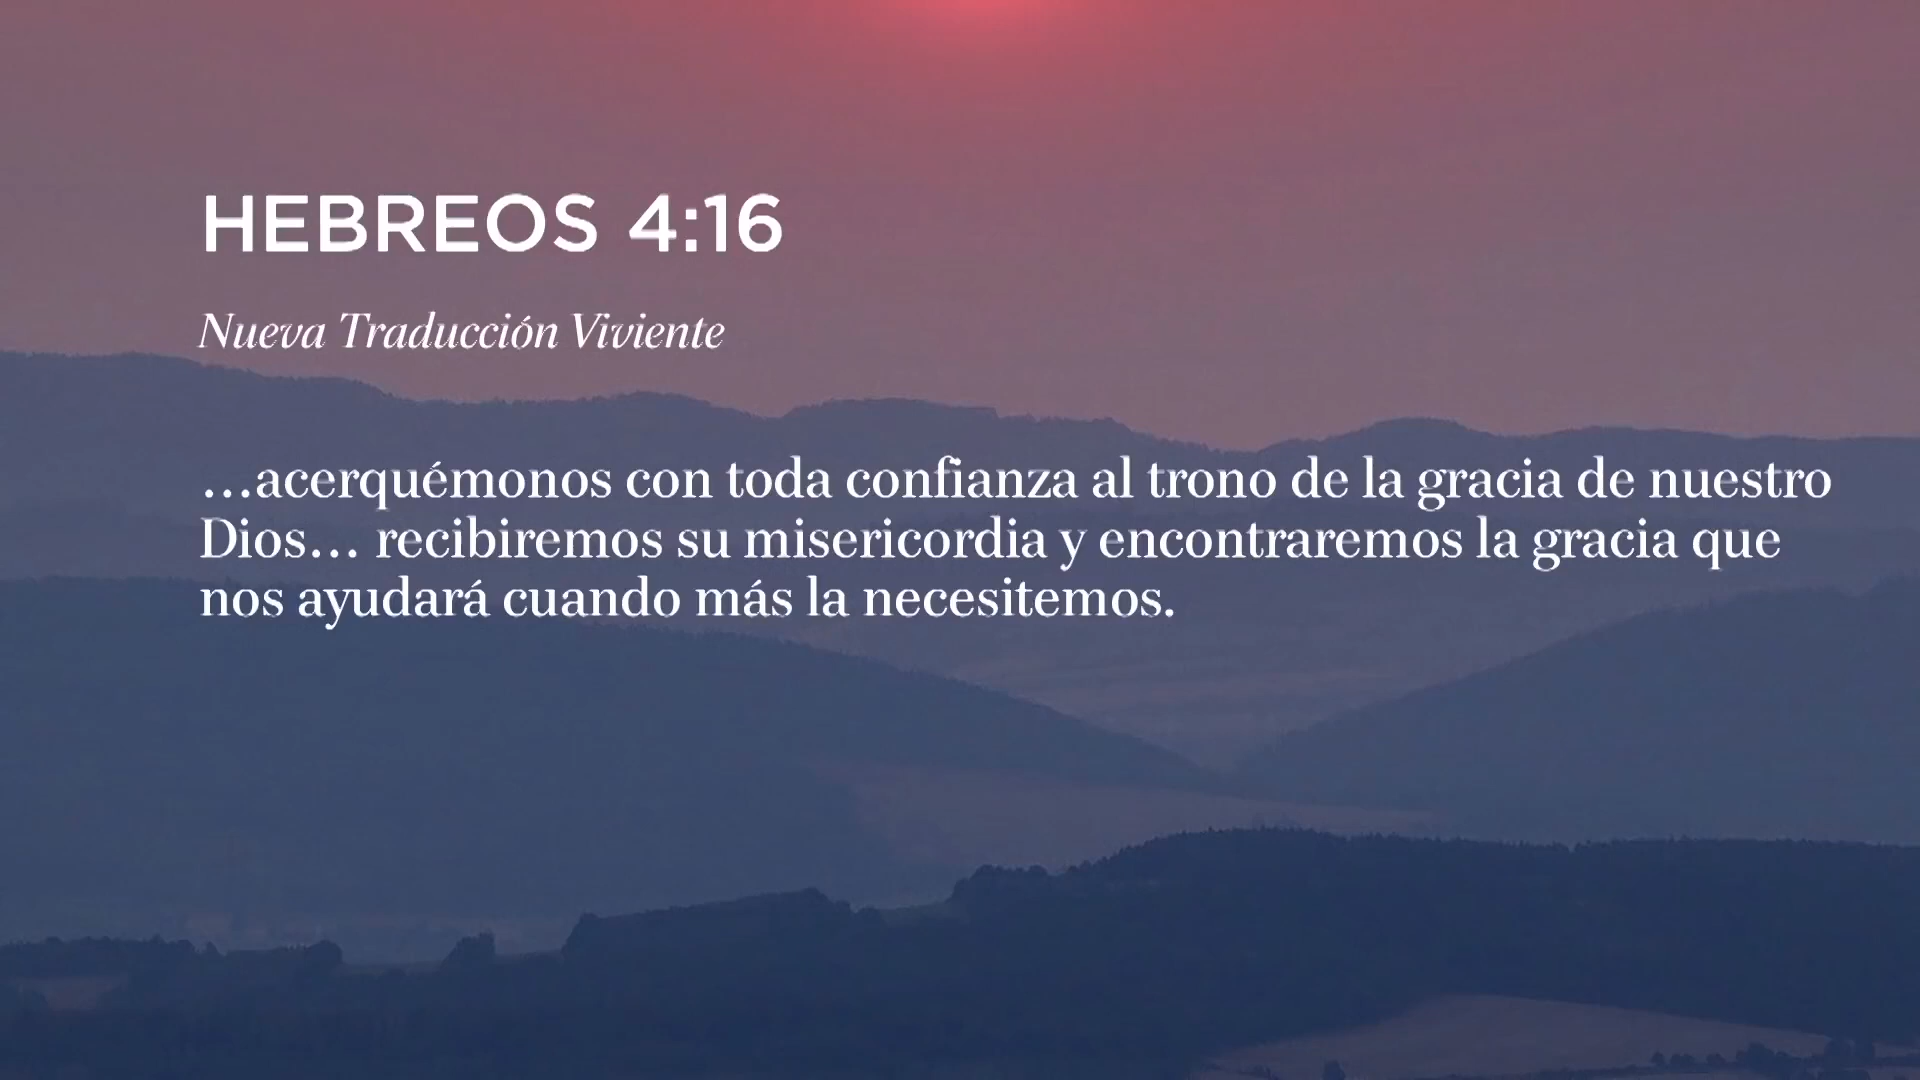 HEBREOS 4:16
Nueva Traducción Viviente
…acerquémonos con toda confianza al trono de la gracia de nuestro
Dios… recibiremos su misericordia y encontraremos la gracia que
nos ayudará cuando más la necesitemos.